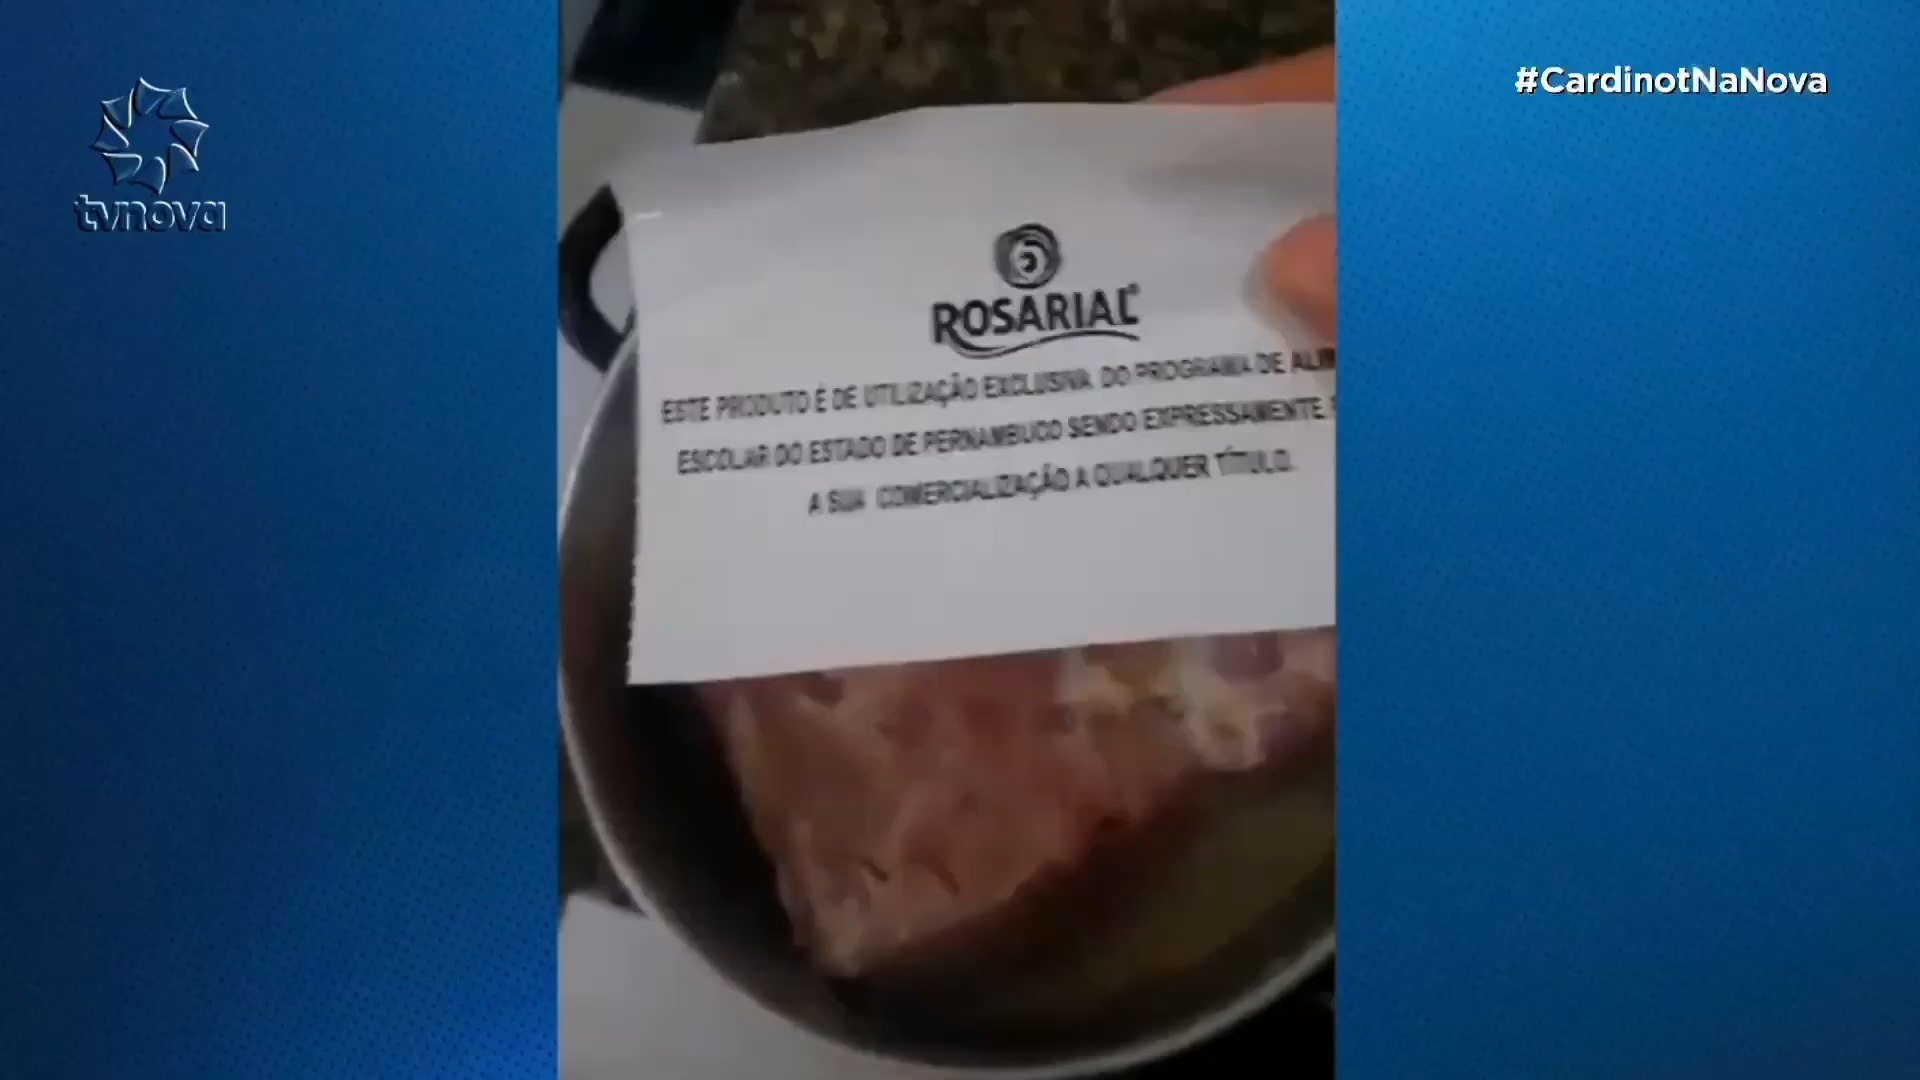 #CardinotNaNova
tvnova
ROSARIAL
ESTE PRODUTO É DE UTILIZAÇÃO EXCLUSIVA DO PROGRAMA DE
ESCOLAR DO ESTADO DE PERNAMBUCO SENDO EXPRESSAMENTE
A SUA COMERCIALIZAÇÃO A QUALQUER TÍTULO.